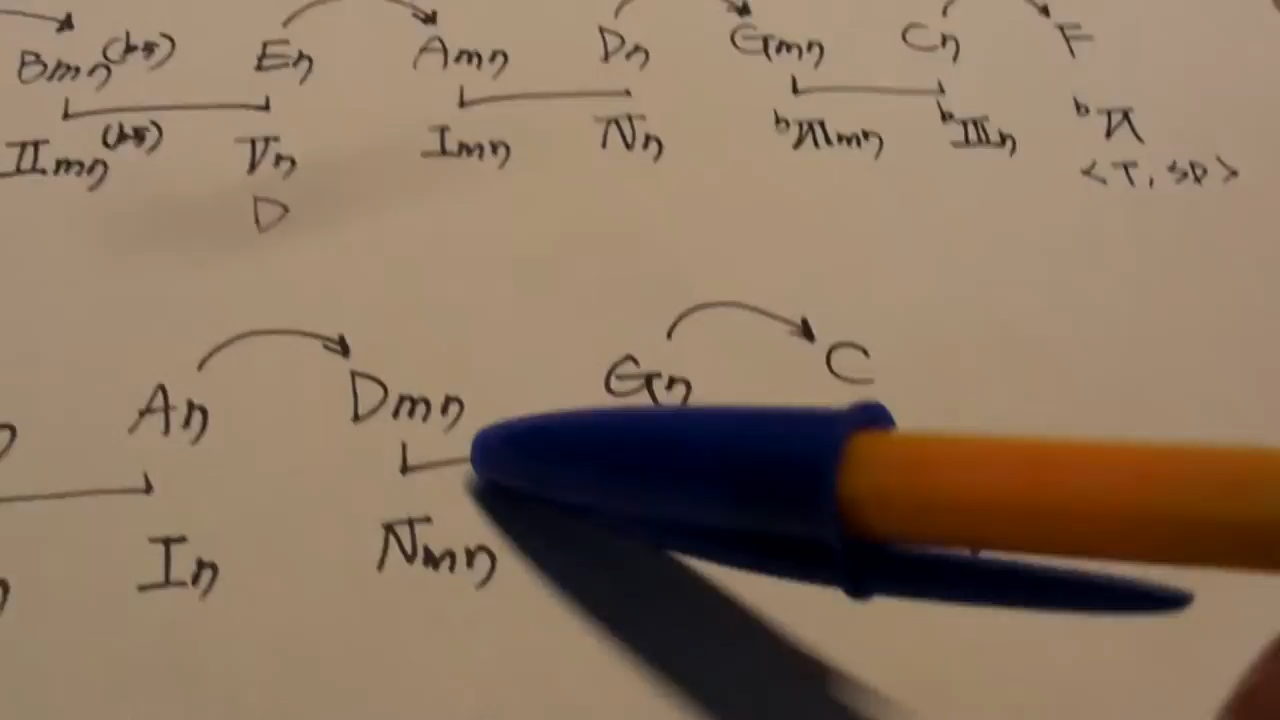 Bm7(b5) E7 Am7 D7 Gm7 C7 F
IIm7(b5) V7 Im7 IV7 bVIIm7 bIII7 bVI
<T, SD>
D
A7 Dm7 G7 C
I7 IVm7